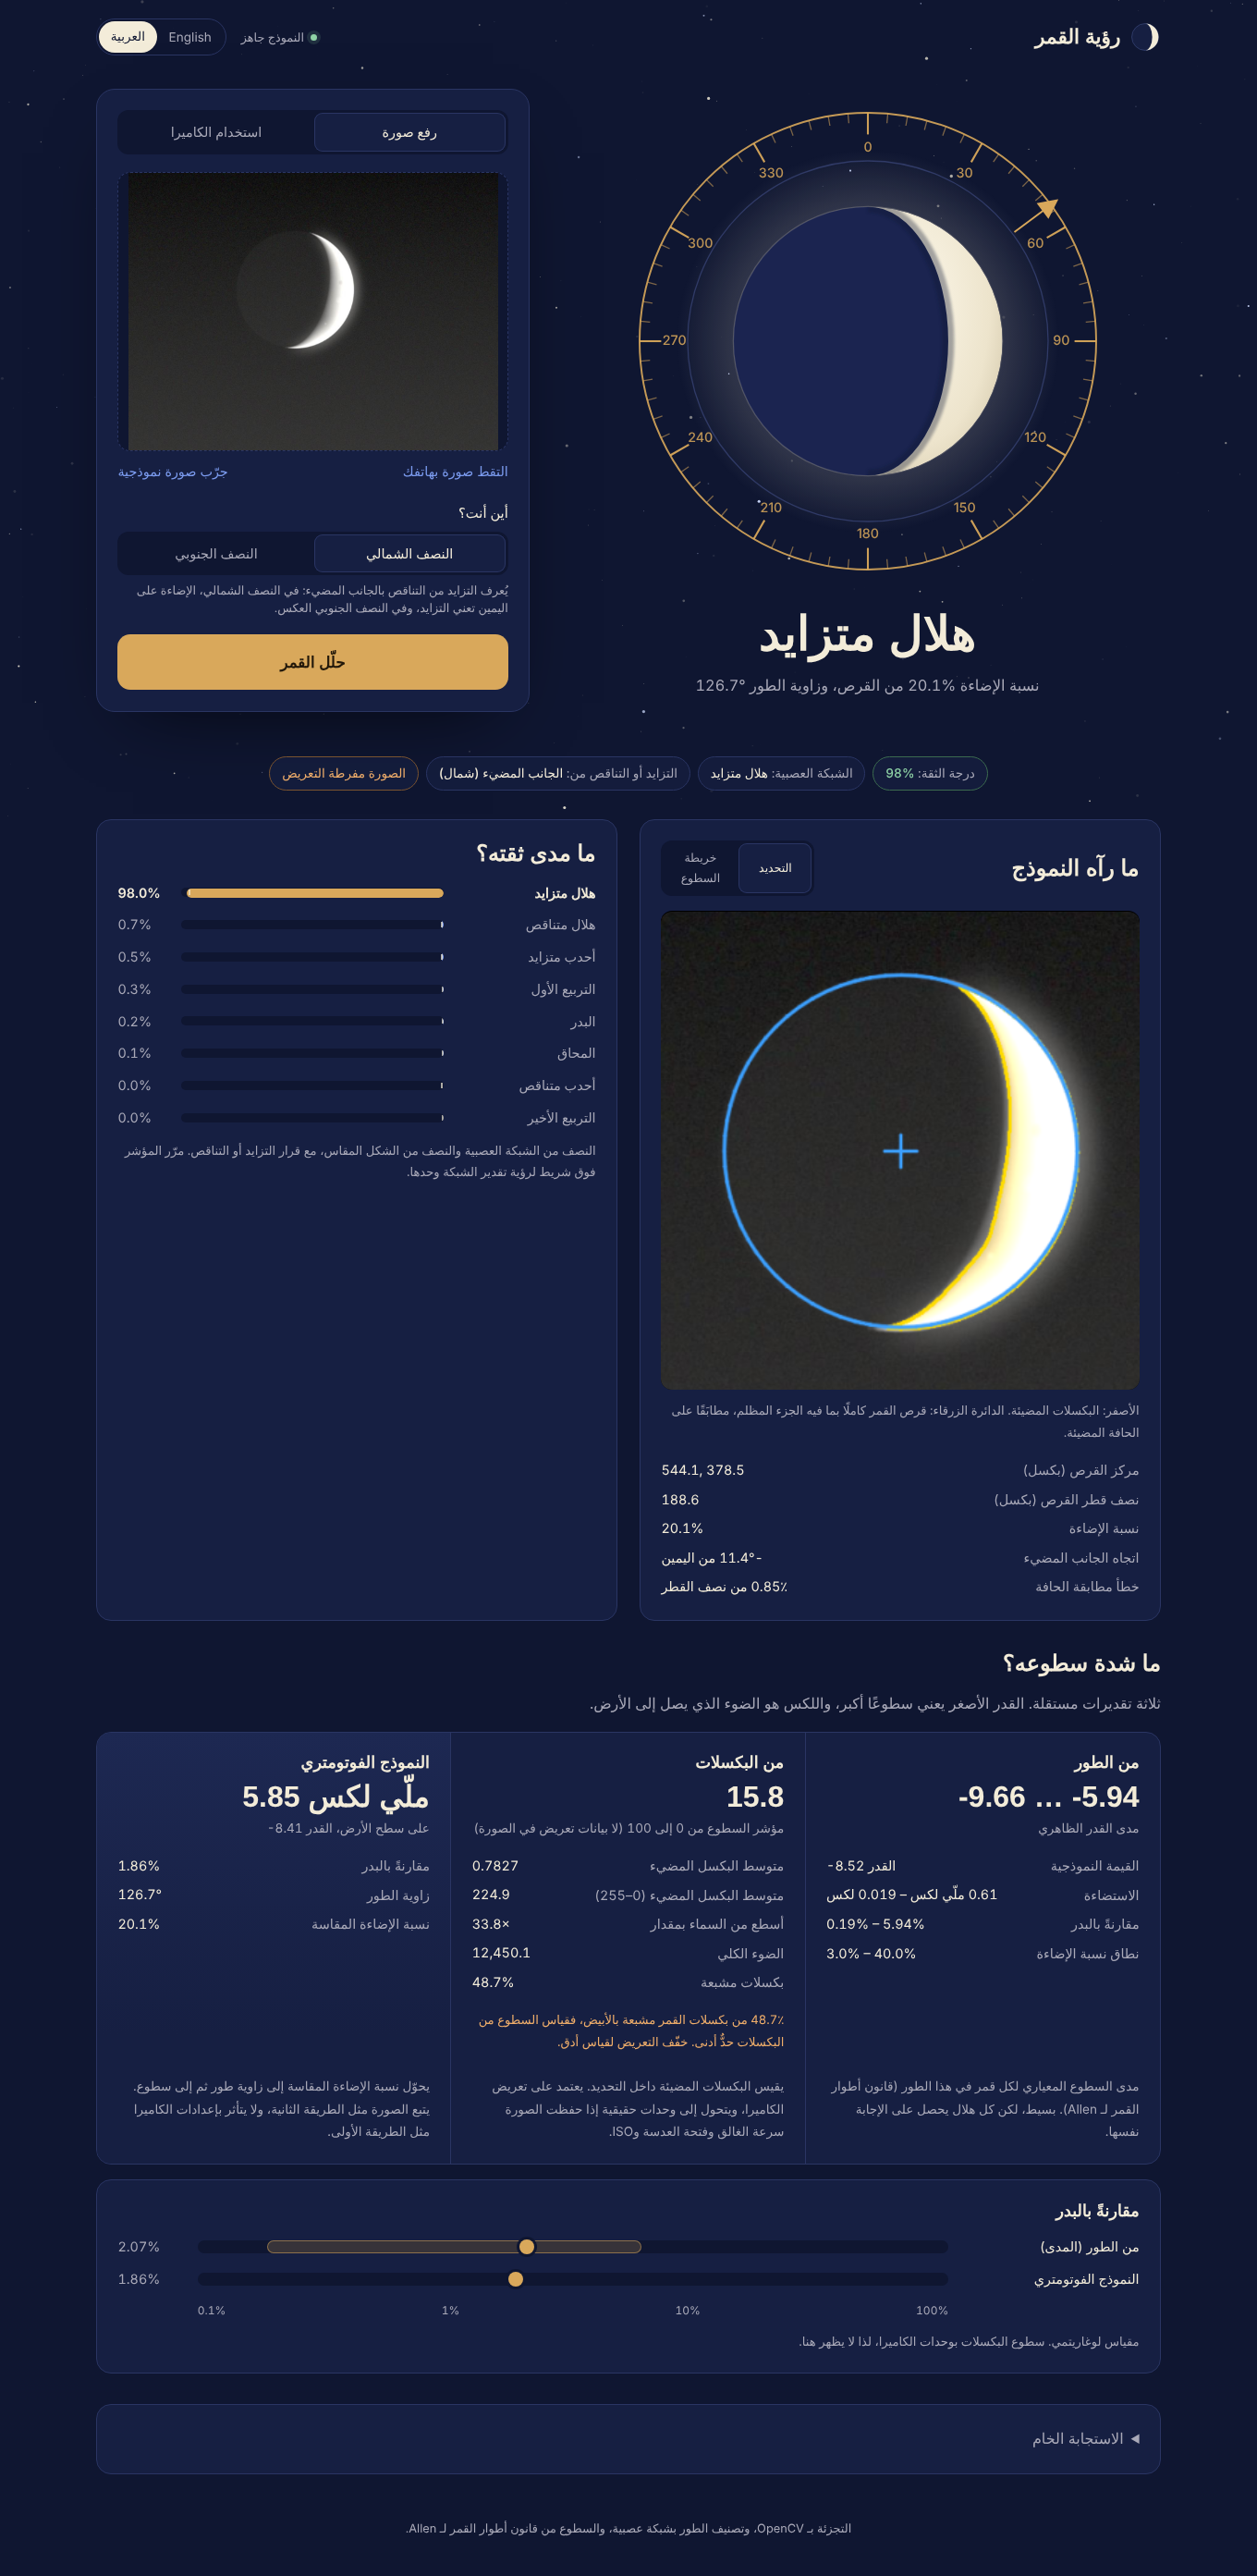 رؤية القمر
النموذج جاهز
English
العربية
0
30
60
90
120
150
180
210
240
270
300
330
هلال متزايد
نسبة الإضاءة 20.1% من القرص، وزاوية الطور 126.7°
رفع صورة
استخدام الكاميرا
التقط صورة بهاتفك
جرّب صورة نموذجية
أين أنت؟
النصف الشمالي
النصف الجنوبي
يُعرف التزايد من التناقص بالجانب المضيء: في النصف الشمالي، الإضاءة على
اليمين تعني التزايد، وفي النصف الجنوبي العكس.
حلّل القمر
درجة الثقة: 98%
الشبكة العصبية: هلال متزايد
التزايد أو التناقص من: الجانب المضيء (شمال)
الصورة مفرطة التعريض
ما رآه النموذج
التحديد
خريطة
السطوع
الأصفر: البكسلات المضيئة. الدائرة الزرقاء: قرص القمر كاملًا بما فيه الجزء المظلم، مطابَقًا على
الحافة المضيئة.
مركز القرص (بكسل) 544.1, 378.5
نصف قطر القرص (بكسل) 188.6
نسبة الإضاءة 20.1%
اتجاه الجانب المضيء -11.4° من اليمين
خطأ مطابقة الحافة 0.85٪ من نصف القطر
ما مدى ثقته؟
هلال متزايد 98.0%
هلال متناقص 0.7%
أحدب متزايد 0.5%
التربيع الأول 0.3%
البدر 0.2%
المحاق 0.1%
أحدب متناقص 0.0%
التربيع الأخير 0.0%
النصف من الشبكة العصبية والنصف من الشكل المقاس، مع قرار التزايد أو التناقص. مرّر المؤشر
فوق شريط لرؤية تقدير الشبكة وحدها.
ما شدة سطوعه؟
ثلاثة تقديرات مستقلة. القدر الأصغر يعني سطوعًا أكبر، واللكس هو الضوء الذي يصل إلى الأرض.
من الطور
-9.66 … -5.94
مدى القدر الظاهري
القيمة النموذجية القدر 8.52-
الاستضاءة 0.61 ملّي لكس – 0.019 لكس
مقارنةً بالبدر 0.19% – 5.94%
نطاق نسبة الإضاءة 3.0% – 40.0%
مدى السطوع المعياري لكل قمر في هذا الطور (قانون أطوار
القمر لـ Allen). بسيط، لكن كل هلال يحصل على الإجابة
نفسها.
من البكسلات
15.8
مؤشر السطوع من 0 إلى 100 (لا بيانات تعريض في الصورة)
متوسط البكسل المضيء 0.7827
متوسط البكسل المضيء (0–255) 224.9
أسطع من السماء بمقدار 33.8×
الضوء الكلي 12,450.1
بكسلات مشبعة 48.7%
48.7٪ من بكسلات القمر مشبعة بالأبيض، فقياس السطوع من
البكسلات حدٌّ أدنى. خفّف التعريض لقياس أدق.
يقيس البكسلات المضيئة داخل التحديد. يعتمد على تعريض
الكاميرا، ويتحول إلى وحدات حقيقية إذا حفظت الصورة
سرعة الغالق وفتحة العدسة وISO.
النموذج الفوتومتري
5.85 ملّي لكس
على سطح الأرض، القدر 8.41-
مقارنةً بالبدر 1.86%
زاوية الطور 126.7°
نسبة الإضاءة المقاسة 20.1%
يحوّل نسبة الإضاءة المقاسة إلى زاوية طور ثم إلى سطوع.
يتبع الصورة مثل الطريقة الثانية، ولا يتأثر بإعدادات الكاميرا
مثل الطريقة الأولى.
مقارنةً بالبدر
من الطور (المدى) 2.07%
النموذج الفوتومتري 1.86%
0.1% 1% 10% 100%
مقياس لوغاريتمي. سطوع البكسلات بوحدات الكاميرا، لذا لا يظهر هنا.
الاستجابة الخام
التجزئة بـ OpenCV، وتصنيف الطور بشبكة عصبية، والسطوع من قانون أطوار القمر لـ Allen.